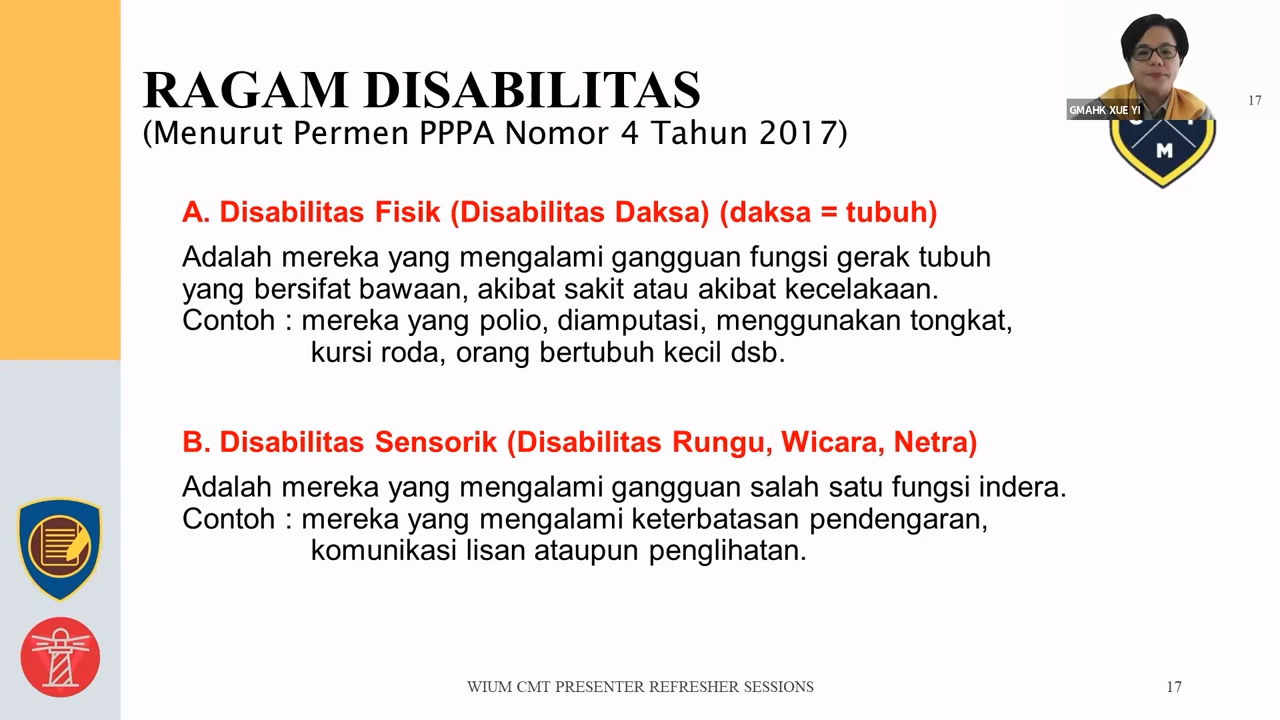 RAGAM DISABILITAS
(Menurut Permen PPPA Nomor 4 Tahun 2017)
GMAHK XUE YI
17
M
A. Disabilitas Fisik (Disabilitas Daksa) (daksa = tubuh)
Adalah mereka yang mengalami gangguan fungsi gerak tubuh
yang bersifat bawaan, akibat sakit atau akibat kecelakaan.
Contoh : mereka yang polio, diamputasi, menggunakan tongkat,
kursi roda, orang bertubuh kecil dsb.
B. Disabilitas Sensorik (Disabilitas Rungu, Wicara, Netra)
Adalah mereka yang mengalami gangguan salah satu fungsi indera.
Contoh : mereka yang mengalami keterbatasan pendengaran,
komunikasi lisan ataupun penglihatan.
WIUM CMT PRESENTER REFRESHER SESSIONS
17